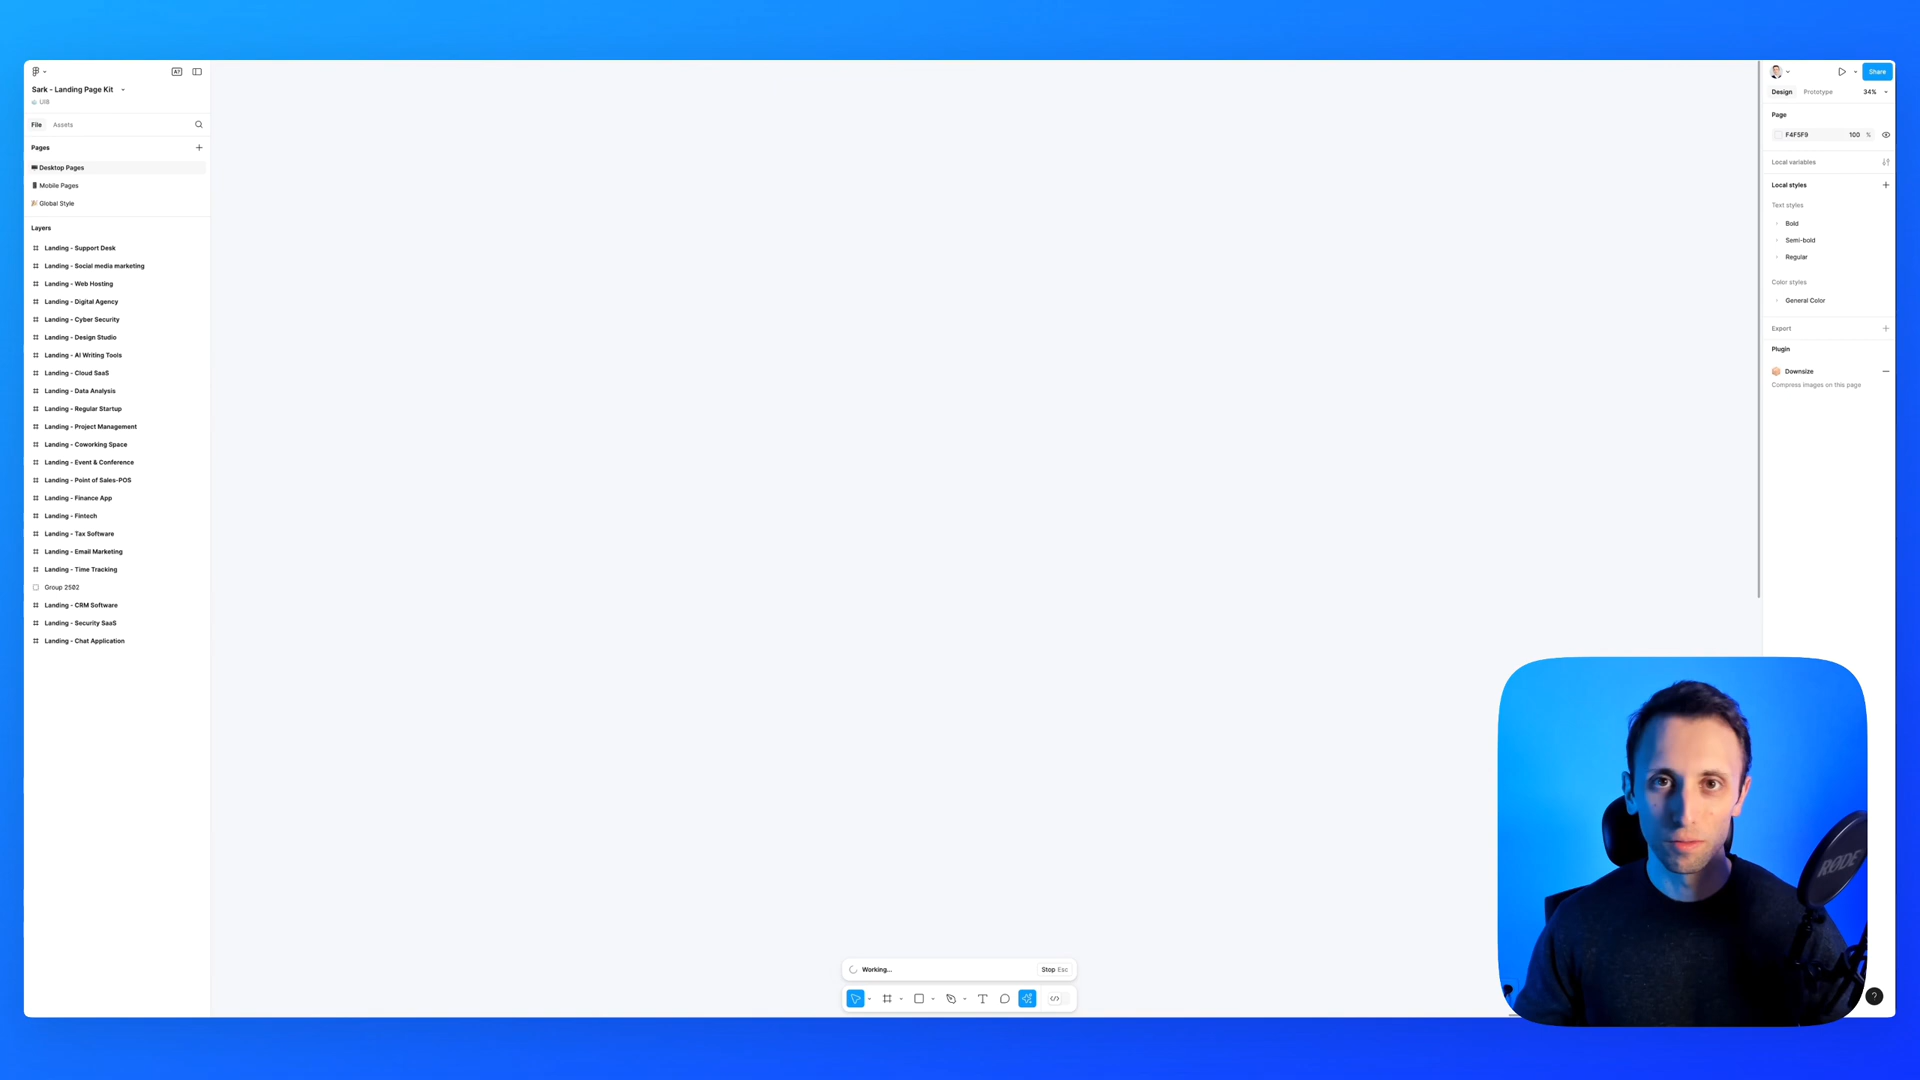 Sark - Landing Page Kit
UI8
File
Assets
Pages
Desktop Pages
Mobile Pages
Global Style
Layers
Landing - Support Desk
Landing - Social media marketing
Landing - Web Hosting
Landing - Digital Agency
Landing - Cyber Security
Landing - Design Studio
Landing - AI Writing Tools
Landing - Cloud SaaS
Landing - Data Analysis
Landing - Regular Startup
Landing - Project Management
Landing - Coworking Space
Landing - Event & Conference
Landing - Point of Sales-POS
Landing - Finance App
Landing - Fintech
Landing - Tax Software
Landing - Email Marketing
Landing - Time Tracking
Group 2502
Landing - CRM Software
Landing - Security SaaS
Landing - Chat Application
Working...
Stop Esc
Share
Design
Prototype
34%
Page
F4F5F9
100
%
Local variables
Local styles
Text styles
Bold
Semi-bold
Regular
Color styles
General Color
Export
Plugin
Downsize
Compress images on this page
RØDE
?